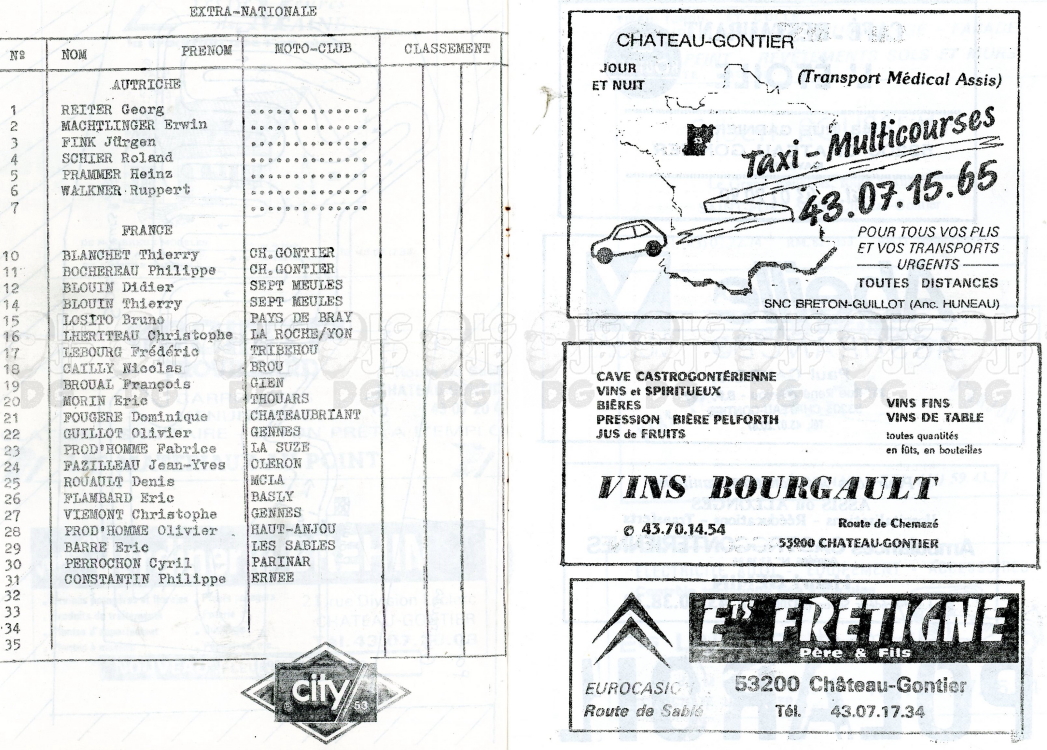 EXTRA-NATIONALE
Nº NOM PRENOM MOTO-CLUB CLASSEMENT
AUTRICHE
1 REITER Georg
2 MACHTLINGER Erwin
3 FINK Jürgen
4 SCHIER Roland
5 PRAMMER Heinz
6 WALKNER Ruppert
7
FRANCE
10 BLANCHET Thierry CH.GONTIER
11 BOCHEREAU Philippe CH.GONTIER
12 BLOUIN Didier SEPT MEULES
14 BLOUIN Thierry SEPT MEULES
15 LOSITO Bruno PAYS DE BRAY
16 LHERITEAU Christophe LA ROCHE/YON
17 LEBOURG Frédéric TRIBEHOU
18 CAILLY Nicolas BROU
19 BROUAL François GIEN
20 MORIN Eric THOUARS
21 FOUGERE Dominique CHATEAUBRIANT
22 GUILLOT Olivier GENNES
23 PROD'HOMME Fabrice LA SUZE
24 FAZILLEAU Jean-Yves OLERON
25 ROUAULT Denis MCLA
26 FLAMBARD Eric BASLY
27 VIEMONT Christophe GENNES
28 PROD'HOMME Olivier HAUT-ANJOU
29 BARRE Eric LES SABLES
30 PERROCHON Cyril PARINAR
31 CONSTANTIN Philippe ERNEE
32
33
34
35
city
53
CHATEAU-GONTIER
JOUR
ET NUIT
(Transport Médical Assis)
Taxi - Multicourses
43.07.15.65
POUR TOUS VOS PLIS
ET VOS TRANSPORTS
URGENTS
TOUTES DISTANCES
SNC BRETON-GUILLOT (Anc. HUNEAU)
CAVE CASTROGONTÉRIENNE
VINS et SPIRITUEUX
BIÈRES
PRESSION BIÈRE PELFORTH
JUS de FRUITS
VINS FINS
VINS DE TABLE
toutes quantités
en fûts, en bouteilles
VINS BOURGAULT
✆ 43.70.14.54
Route de Chemazé
53200 CHATEAU-GONTIER
Ets FRÉTIGNÉ
Père & Fils
EUROCASION
Route de Sablé
53200 Château-Gontier
Tél. 43.07.17.34